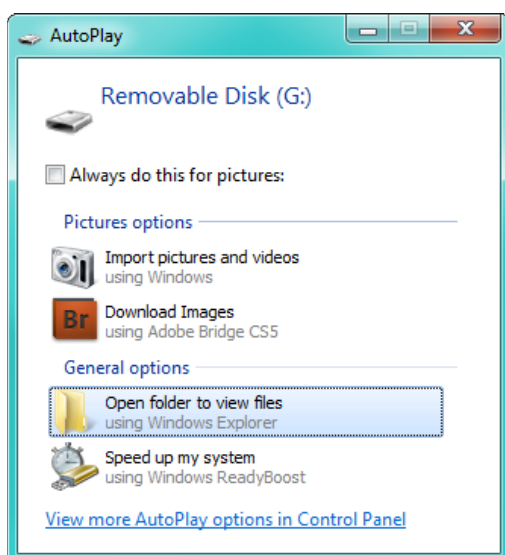 AutoPlay
Removable Disk (G:)
Always do this for pictures:
Pictures options
Import pictures and videos
using Windows
Br
Download Images
using Adobe Bridge CS5
General options
Open folder to view files
using Windows Explorer
Speed up my system
using Windows ReadyBoost
View more AutoPlay options in Control Panel